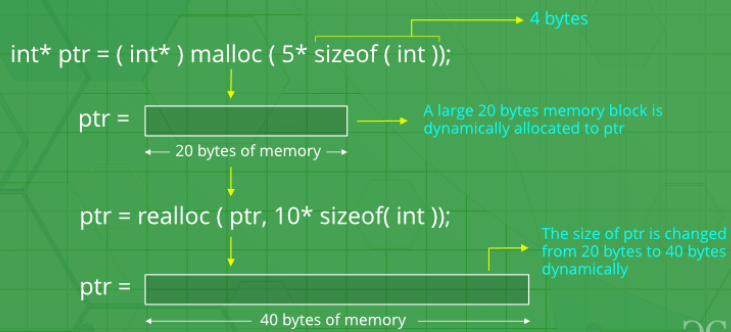 4 bytes
int* ptr = ( int* ) malloc ( 5* sizeof ( int ));
ptr =
A large 20 bytes memory block is
dynamically allocated to ptr
20 bytes of memory
ptr = realloc ( ptr, 10* sizeof( int ));
The size of ptr is changed
from 20 bytes to 40 bytes
dynamically
ptr =
40 bytes of memory